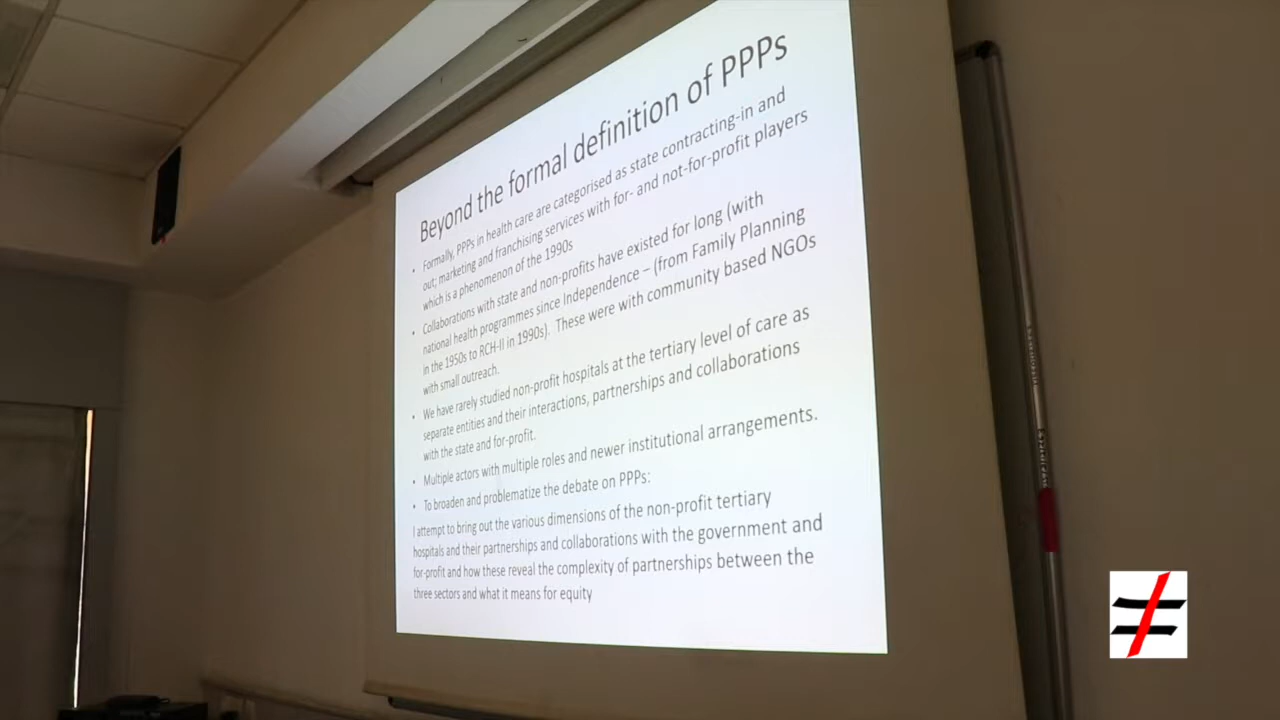 Beyond the formal definition of PPPs
• Formally, PPPs in health care are categorised as state contracting-in and
out; marketing and franchising services with for- and not-for-profit players
which is a phenomenon of the 1990s
• Collaborations with state and non-profits have existed for long (with
national health programmes since Independence – (from Family Planning
in the 1950s to RCH-II in 1990s). These were with community based NGOs
with small outreach.
• We have rarely studied non-profit hospitals at the tertiary level of care as
separate entities and their interactions, partnerships and collaborations
with the state and for-profit.
• Multiple actors with multiple roles and newer institutional arrangements.
• To broaden and problematize the debate on PPPs:
I attempt to bring out the various dimensions of the non-profit tertiary
hospitals and their partnerships and collaborations with the government and
for-profit and how these reveal the complexity of partnerships between the
three sectors and what it means for equity